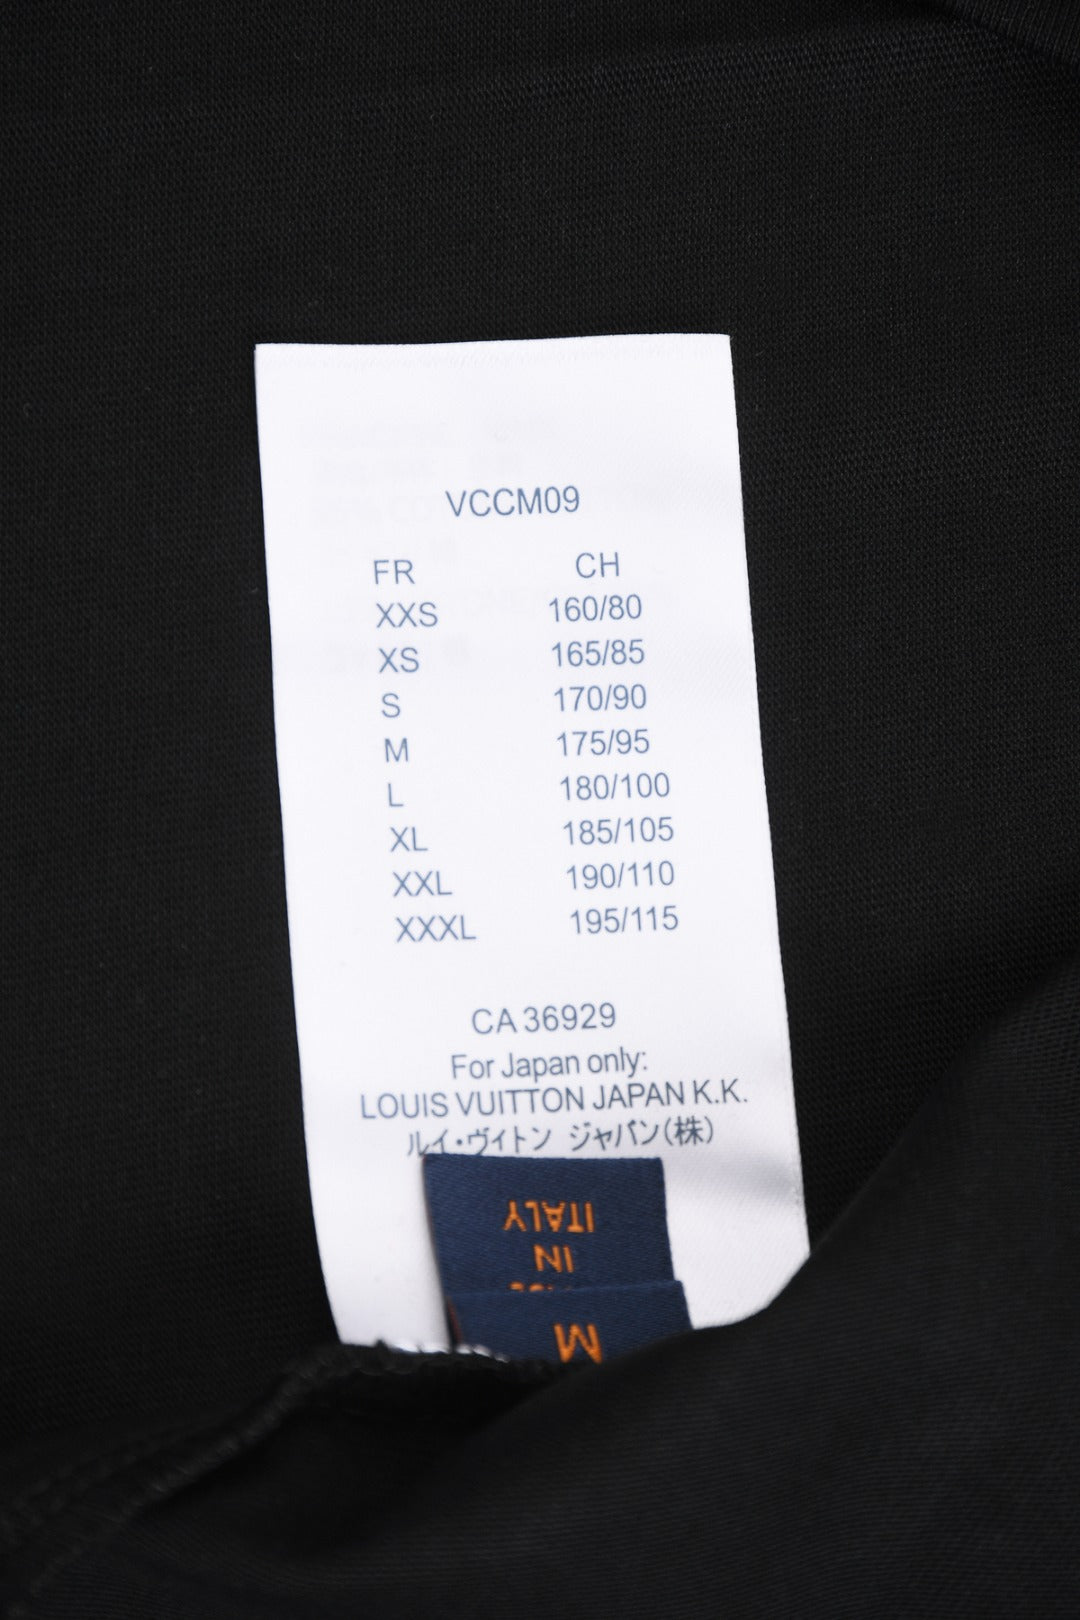 VCCM09
FR CH
XXS 160/80
XS 165/85
S 170/90
M 175/95
L 180/100
XL 185/105
XXL 190/110
XXXL 195/115
CA 36929
For Japan only:
LOUIS VUITTON JAPAN K.K.
ルイ・ヴィトン ジャパン(株)
ITALY
IN
M